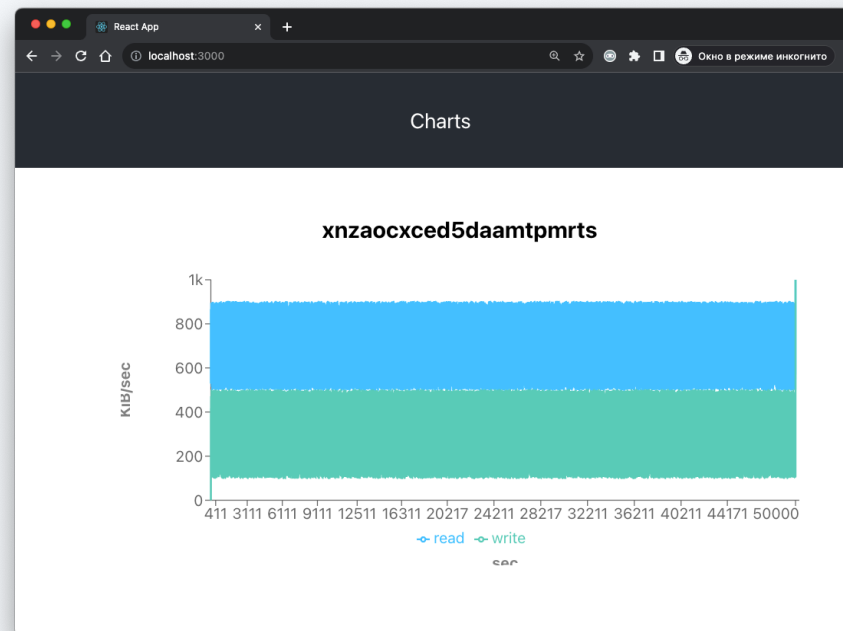 React App
localhost:3000
Окно в режиме инкогнито
Charts
xnzaocxced5daamtpmrts
1k
800
600
400
200
0
KiB/sec
411 3111 6111 9111 12511 16311 20217 24211 28217 32211 36211 40211 44171 50000
read write
sec